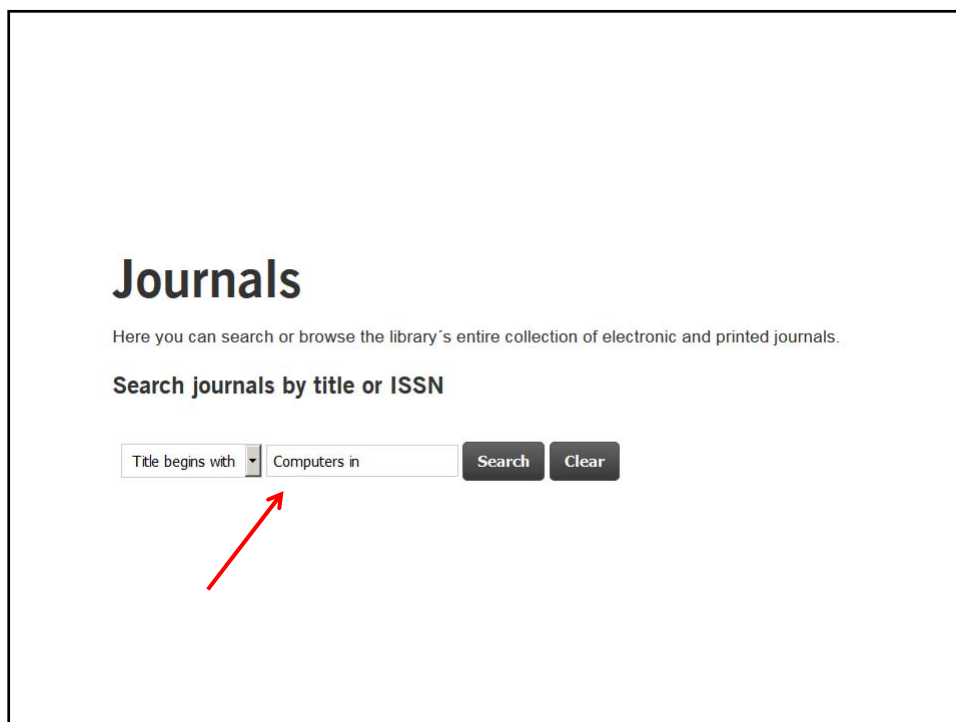 Journals
Here you can search or browse the library´s entire collection of electronic and printed journals.
Search journals by title or ISSN
Title begins with Computers in Search Clear